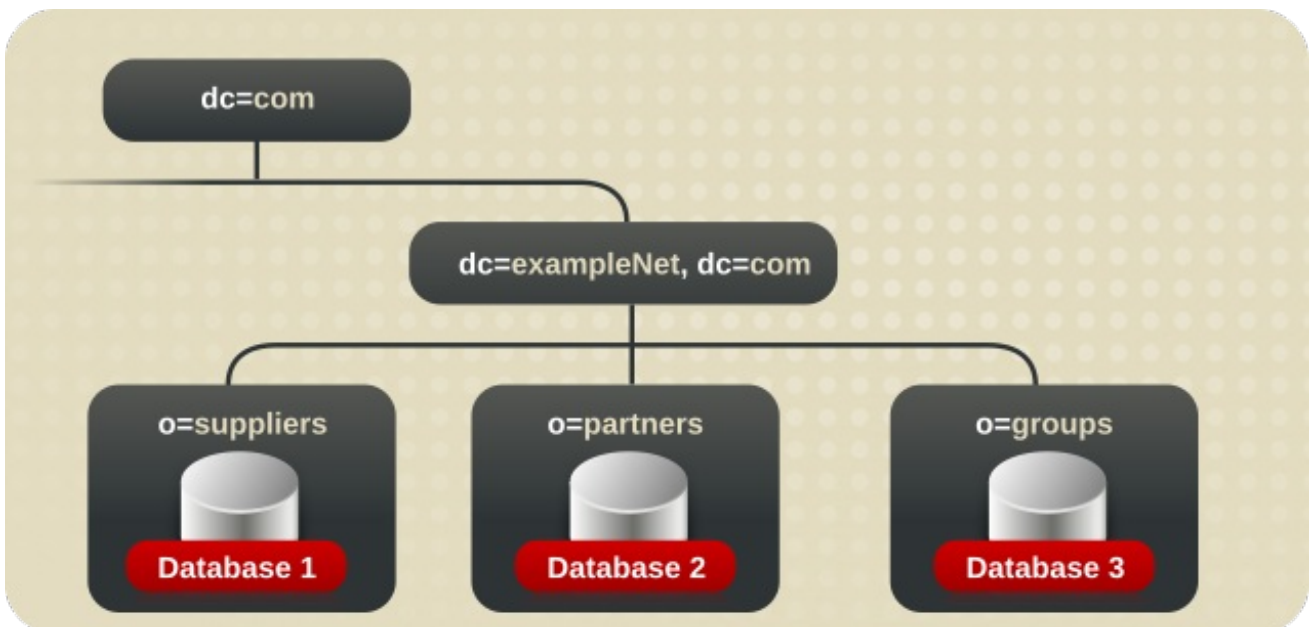 dc=com
dc=exampleNet, dc=com
o=suppliers
o=partners
o=groups
Database 1
Database 2
Database 3